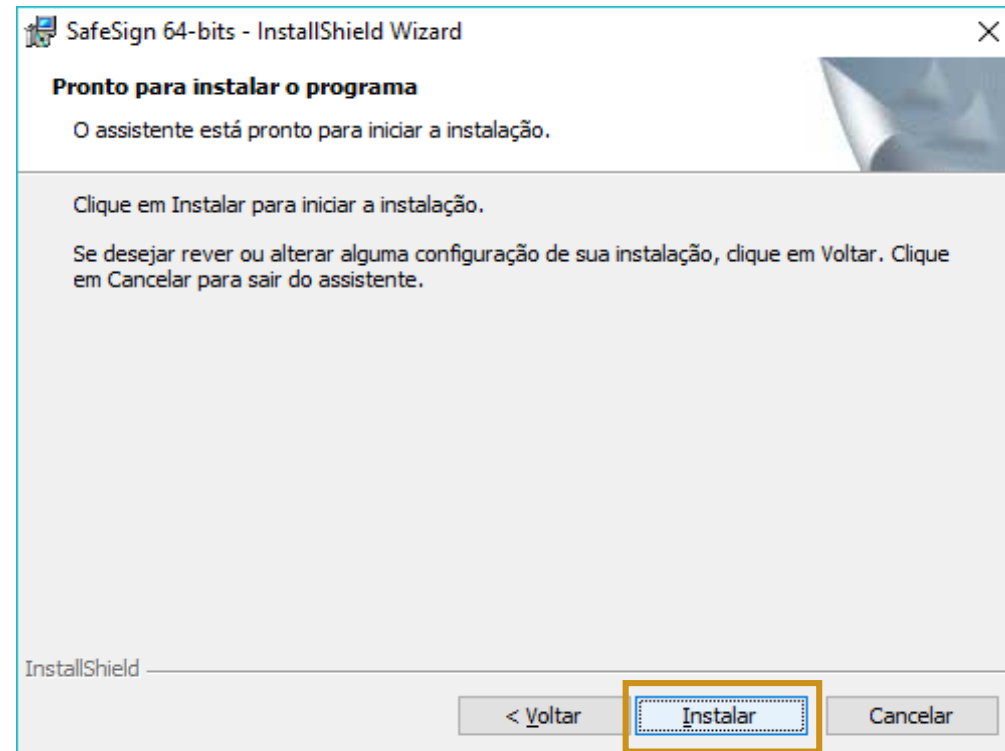 SafeSign 64-bits - InstallShield Wizard
Pronto para instalar o programa
O assistente está pronto para iniciar a instalação.
Clique em Instalar para iniciar a instalação.
Se desejar rever ou alterar alguma configuração de sua instalação, clique em Voltar. Clique
em Cancelar para sair do assistente.
InstallShield
< Voltar Instalar Cancelar